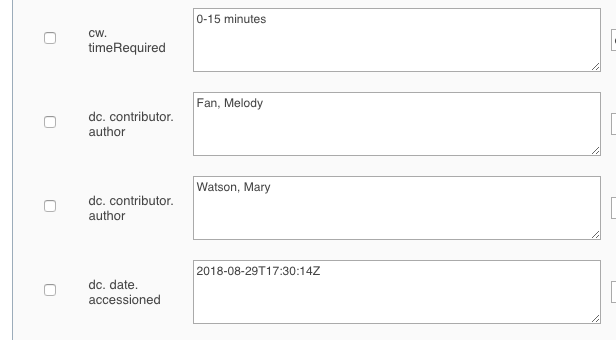 cw.
timeRequired
0-15 minutes
dc. contributor.
author
Fan, Melody
dc. contributor.
author
Watson, Mary
dc. date.
accessioned
2018-08-29T17:30:14Z